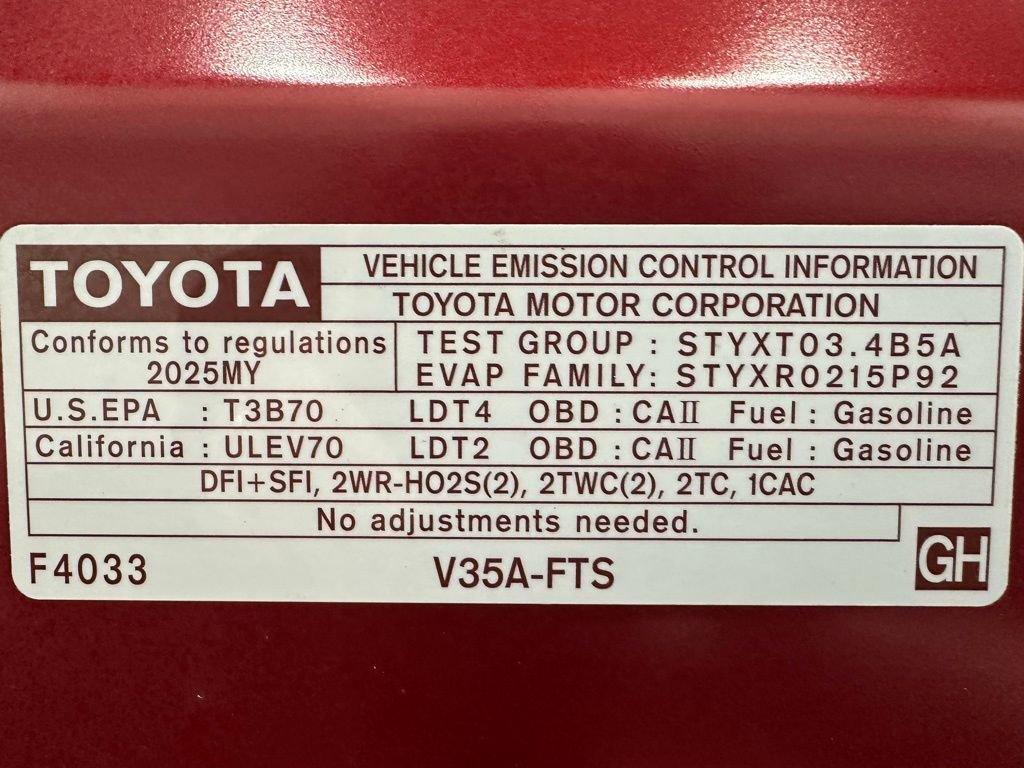 TOYOTA
VEHICLE EMISSION CONTROL INFORMATION
TOYOTA MOTOR CORPORATION
Conforms to regulations
2025MY
TEST GROUP : STYXT03.4B5A
EVAP FAMILY: STYXR0215P92
U.S.EPA : T3B70 LDT4 OBD : CAII Fuel : Gasoline
California : ULEV70 LDT2 OBD : CAII Fuel : Gasoline
DFI+SFI, 2WR-HO2S(2), 2TWC(2), 2TC, 1CAC
No adjustments needed.
F4033 V35A-FTS GH